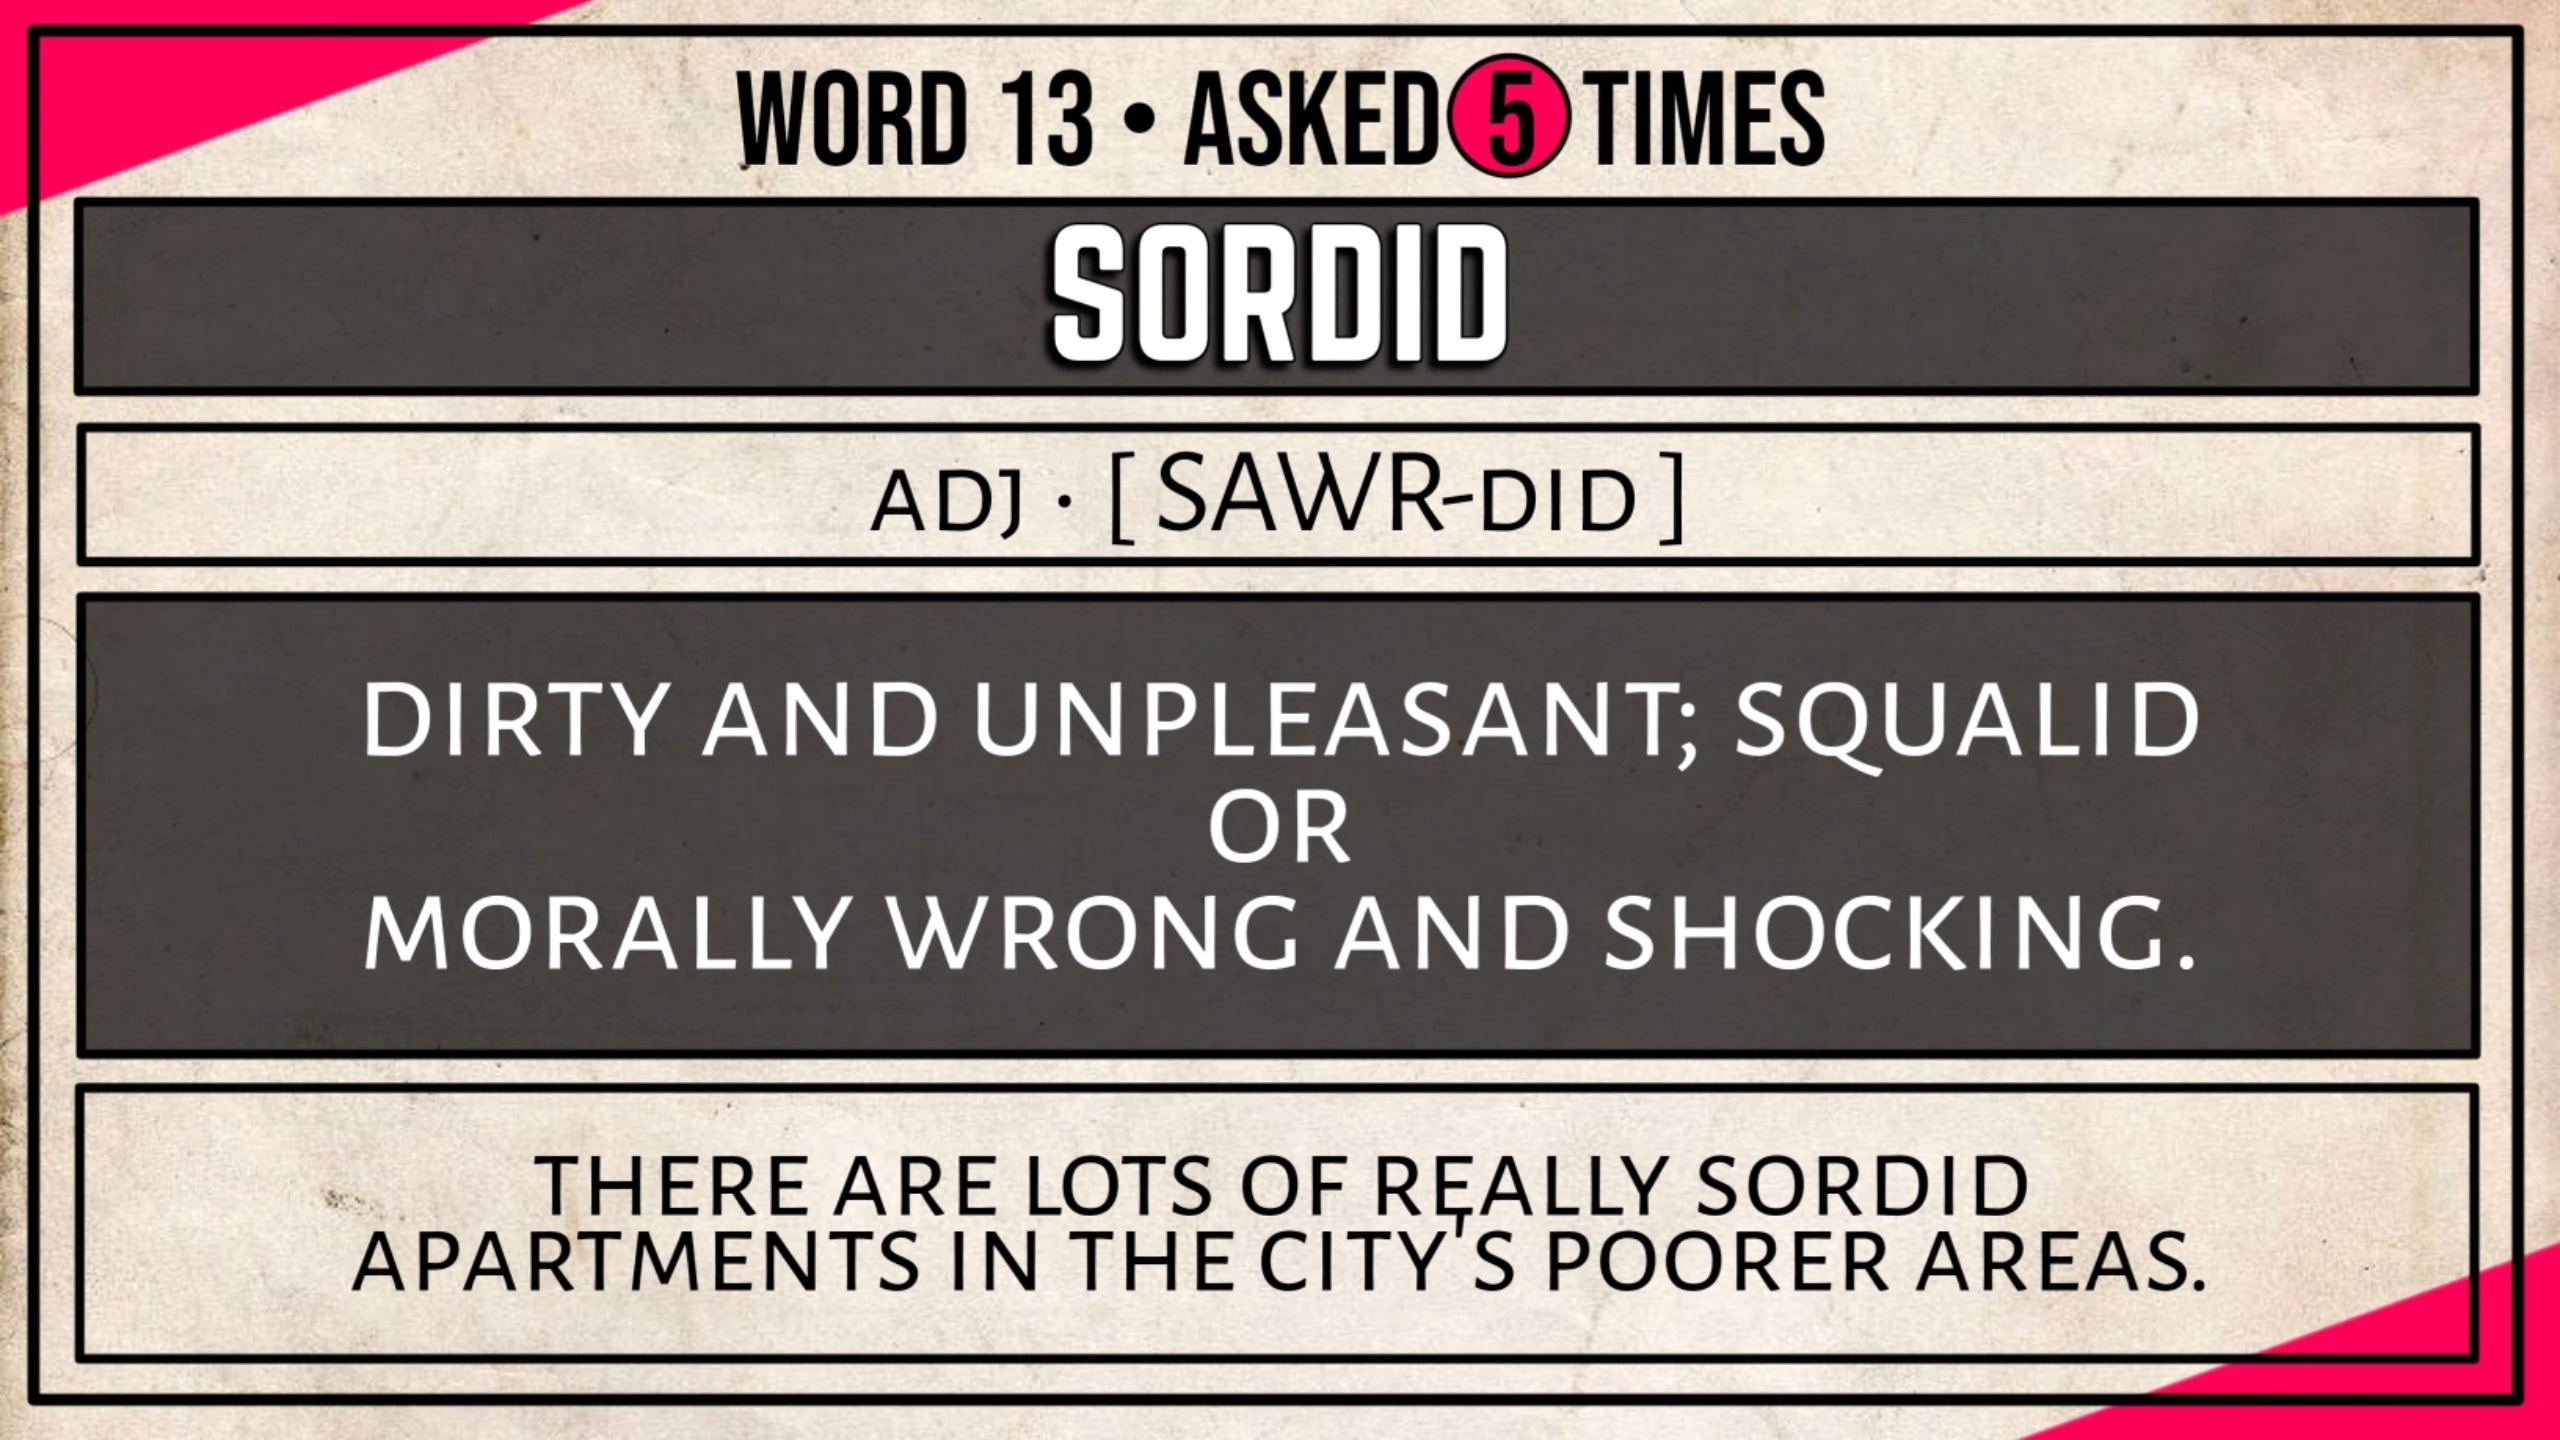 WORD 13 • ASKED 5 TIMES
SORDID
ADJ · [ SAWR-DID ]
DIRTY AND UNPLEASANT; SQUALID
OR
MORALLY WRONG AND SHOCKING.
THERE ARE LOTS OF REALLY SORDID
APARTMENTS IN THE CITY'S POORER AREAS.